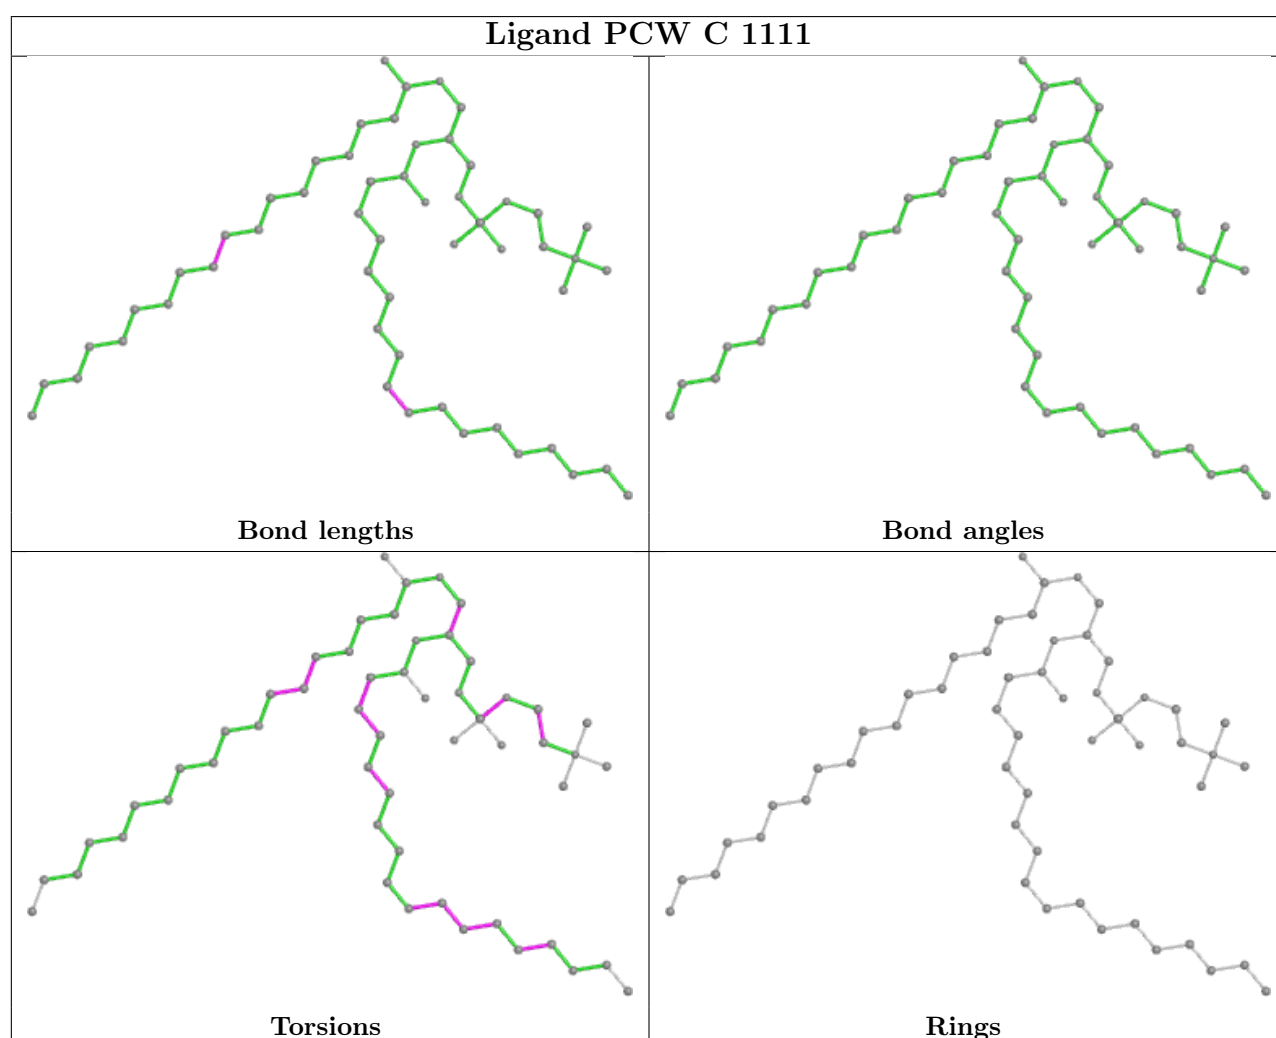 Ligand PCW C 1111
Bond lengths
Bond angles
Torsions
Rings